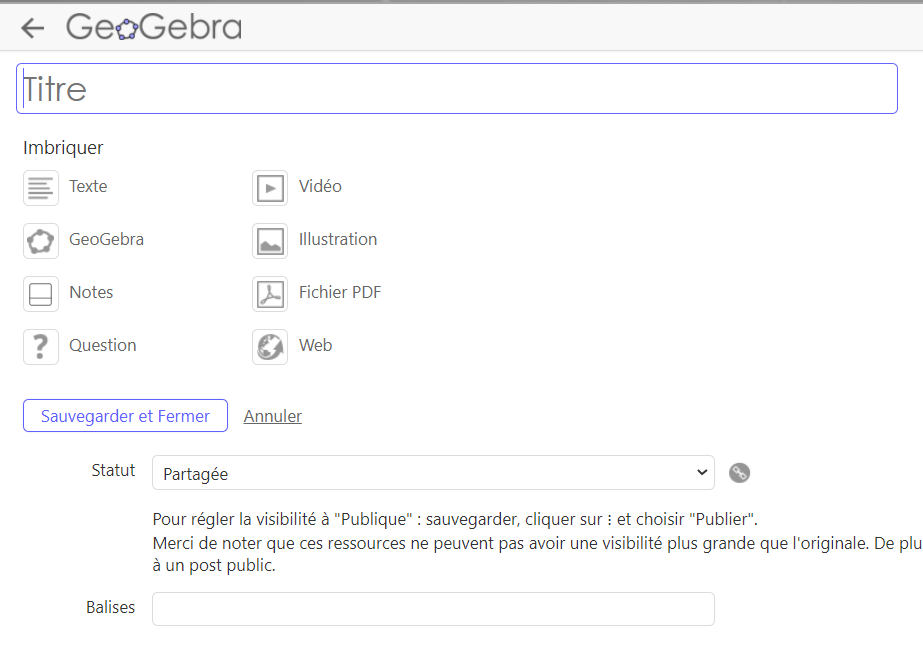 GeoGebra
Titre
Imbriquer
Texte
Vidéo
GeoGebra
Illustration
Notes
Fichier PDF
Question
Web
Sauvegarder et Fermer
Annuler
Statut
Partagée
Pour régler la visibilité à "Publique" : sauvegarder, cliquer sur ⋮ et choisir "Publier".
Merci de noter que ces ressources ne peuvent pas avoir une visibilité plus grande que l'originale. De plu
à un post public.
Balises